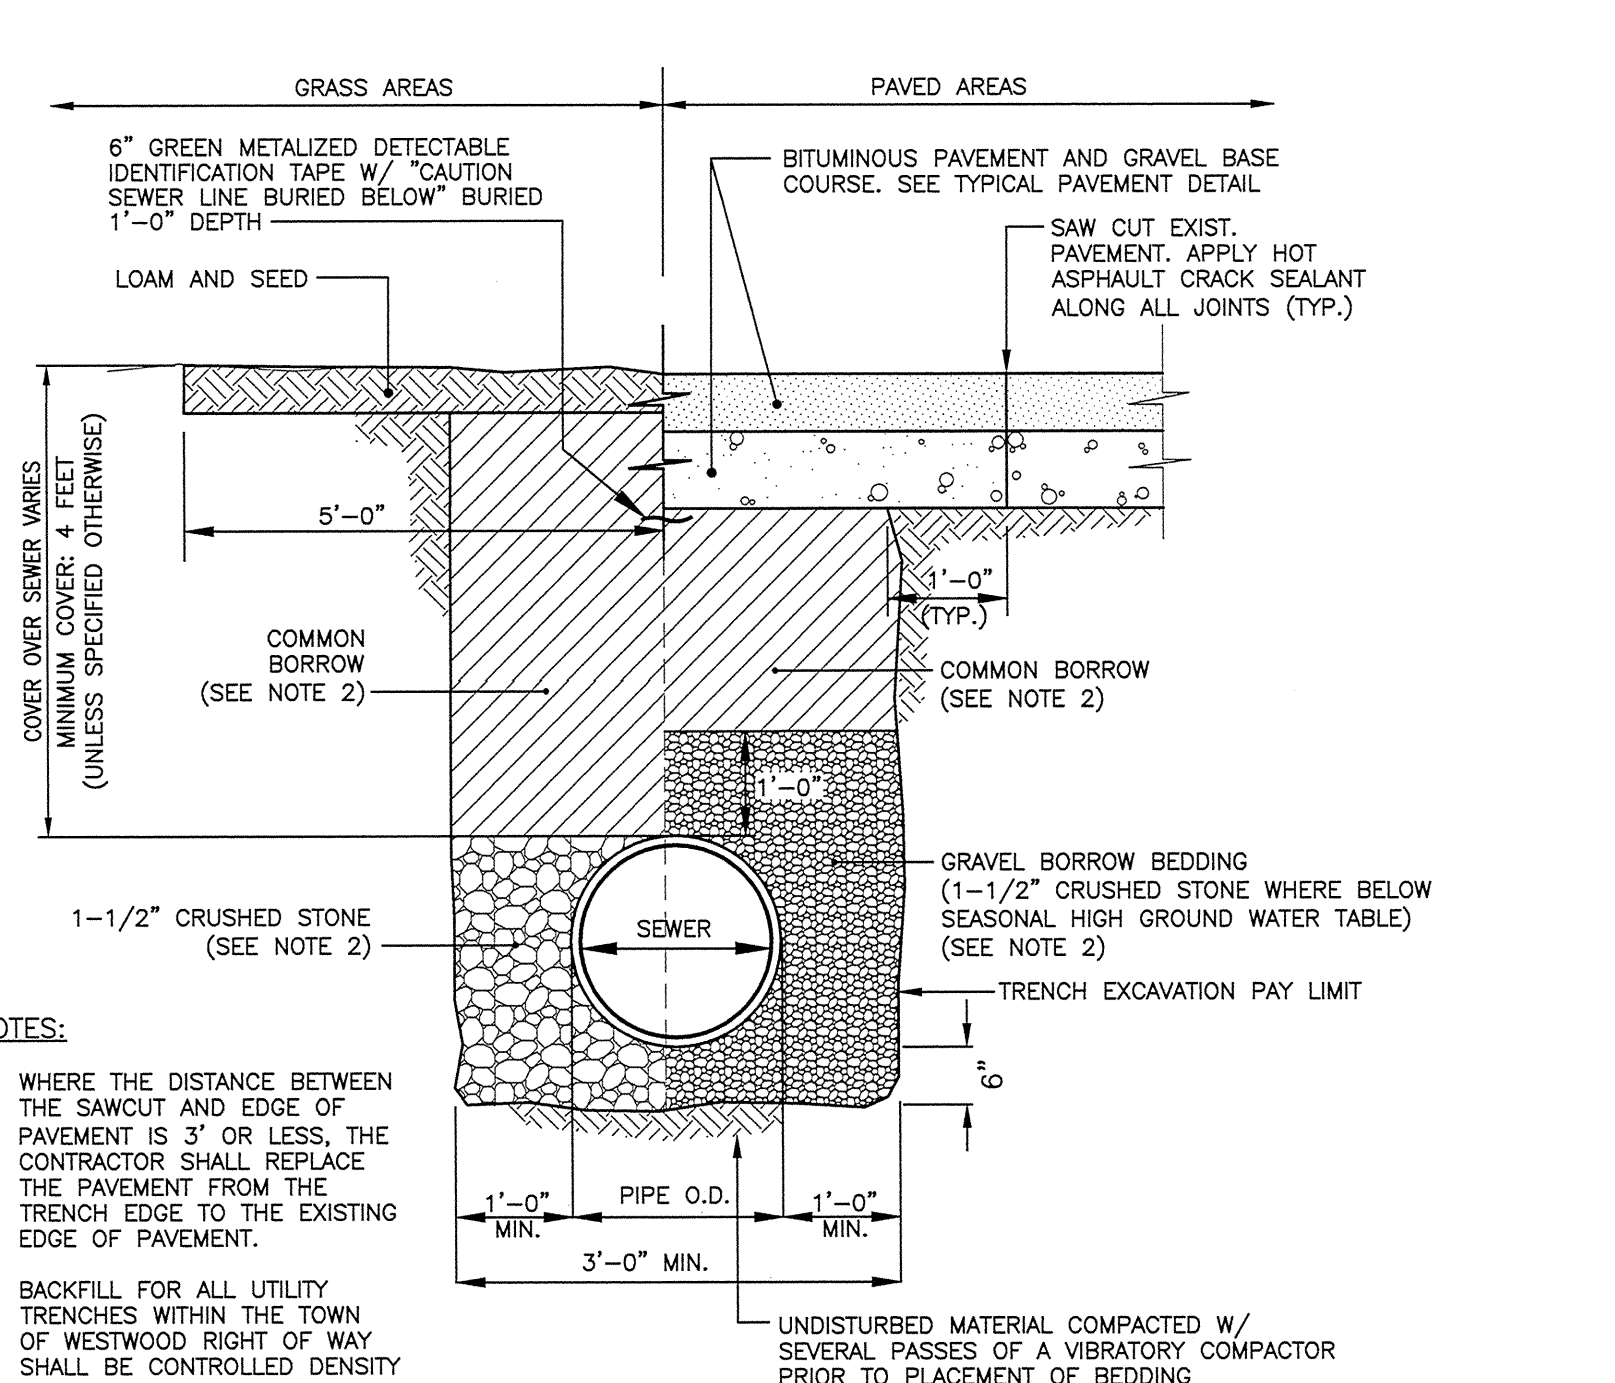 GRASS AREAS
PAVED AREAS
6" GREEN METALIZED DETECTABLE
IDENTIFICATION TAPE W/ "CAUTION
SEWER LINE BURIED BELOW" BURIED
1'-0" DEPTH
LOAM AND SEED
BITUMINOUS PAVEMENT AND GRAVEL BASE
COURSE. SEE TYPICAL PAVEMENT DETAIL
SAW CUT EXIST.
PAVEMENT. APPLY HOT
ASPHAULT CRACK SEALANT
ALONG ALL JOINTS (TYP.)
COVER OVER SEWER VARIES
MINIMUM COVER: 4 FEET
(UNLESS SPECIFIED OTHERWISE)
5'-0"
1'-0"
(TYP.)
COMMON
BORROW
(SEE NOTE 2)
COMMON BORROW
(SEE NOTE 2)
1'-0"
GRAVEL BORROW BEDDING
(1-1/2" CRUSHED STONE WHERE BELOW
SEASONAL HIGH GROUND WATER TABLE)
(SEE NOTE 2)
1-1/2" CRUSHED STONE
(SEE NOTE 2)
SEWER
TRENCH EXCAVATION PAY LIMIT
6"
1'-0"
MIN.
PIPE O.D.
1'-0"
MIN.
3'-0" MIN.
UNDISTURBED MATERIAL COMPACTED W/
SEVERAL PASSES OF A VIBRATORY COMPACTOR
PRIOR TO PLACEMENT OF BEDDING
OTES:
WHERE THE DISTANCE BETWEEN
THE SAWCUT AND EDGE OF
PAVEMENT IS 3' OR LESS, THE
CONTRACTOR SHALL REPLACE
THE PAVEMENT FROM THE
TRENCH EDGE TO THE EXISTING
EDGE OF PAVEMENT.
BACKFILL FOR ALL UTILITY
TRENCHES WITHIN THE TOWN
OF WESTWOOD RIGHT OF WAY
SHALL BE CONTROLLED DENSITY